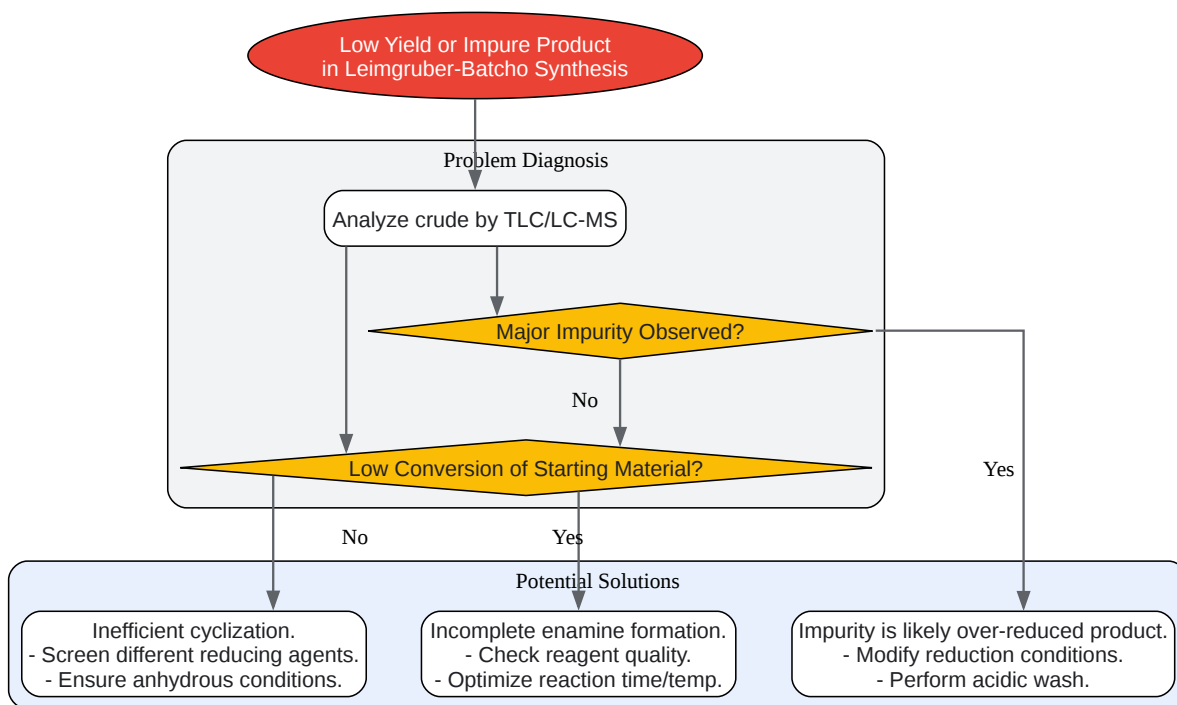 Low Yield or Impure Product
in Leimgruber-Batcho Synthesis
Problem Diagnosis
Analyze crude by TLC/LC-MS
Major Impurity Observed?
No
Low Conversion of Starting Material?
Yes
No
Yes
Potential Solutions
Inefficient cyclization.
- Screen different reducing agents.
- Ensure anhydrous conditions.
Incomplete enamine formation.
- Check reagent quality.
- Optimize reaction time/temp.
Impurity is likely over-reduced product.
- Modify reduction conditions.
- Perform acidic wash.